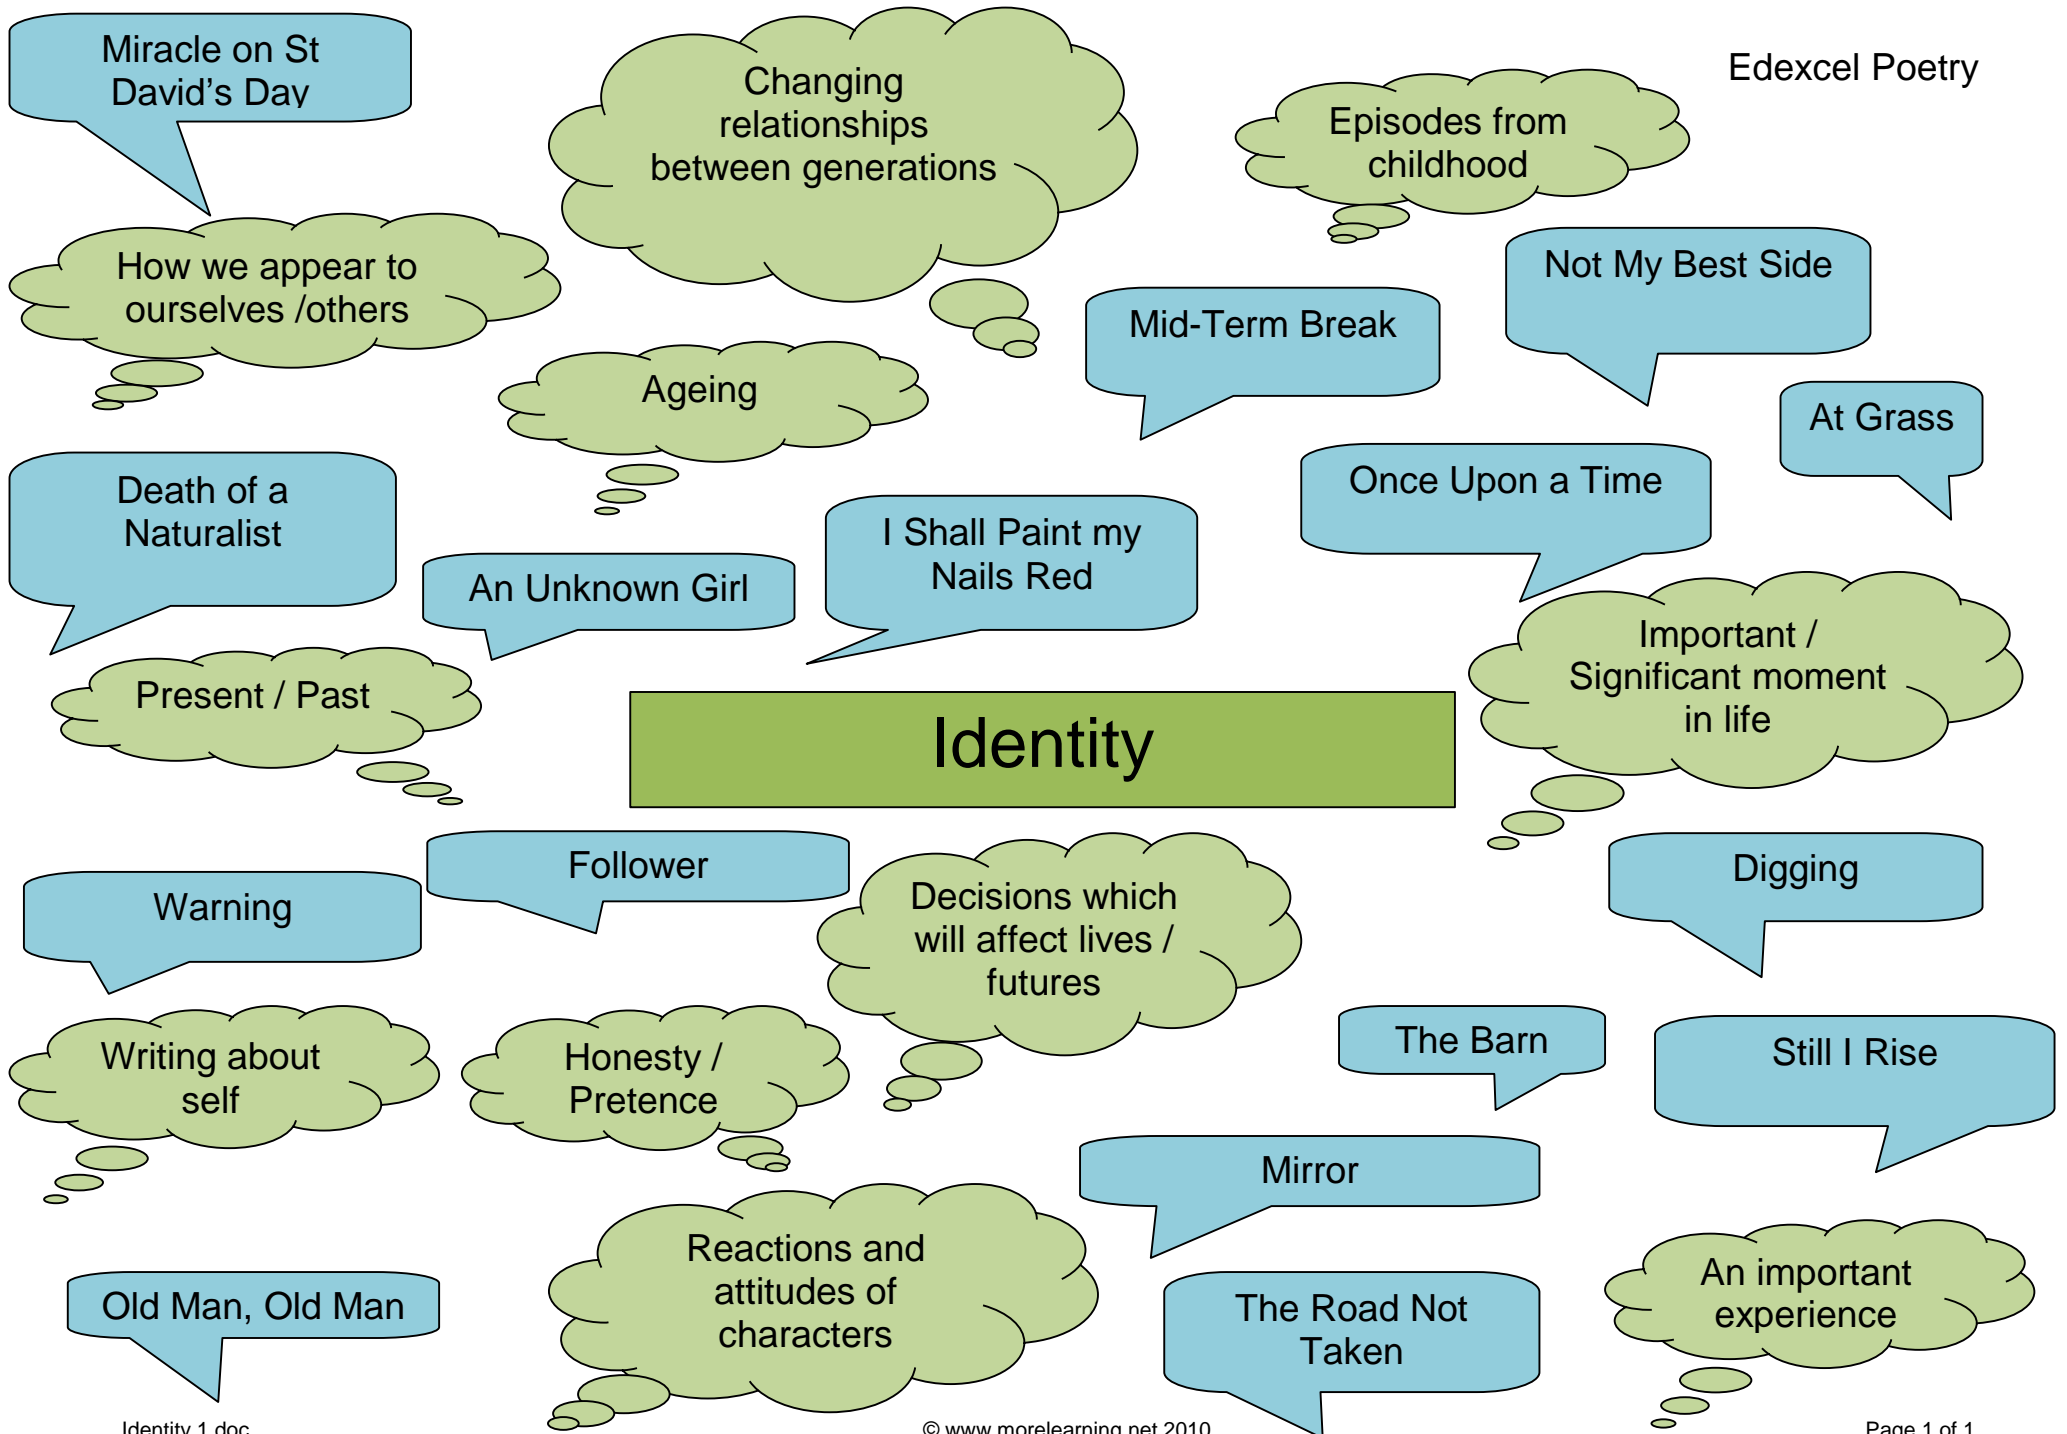 Miracle on St
David's Day
Changing
relationships
between generations
Edexcel Poetry
Episodes from
childhood
How we appear to
ourselves /others
Not My Best Side
Mid-Term Break
Ageing
At Grass
Death of a
Naturalist
Once Upon a Time
I Shall Paint my
Nails Red
An Unknown Girl
Important /
Significant moment
in life
Present / Past
Identity
Follower
Digging
Warning
Decisions which
will affect lives /
futures
Writing about
self
Honesty /
Pretence
The Barn
Still I Rise
Mirror
Reactions and
attitudes of
characters
An important
experience
Old Man, Old Man
The Road Not
Taken
Identity 1.doc
© www.morelearning.net 2010
Page 1 of 1